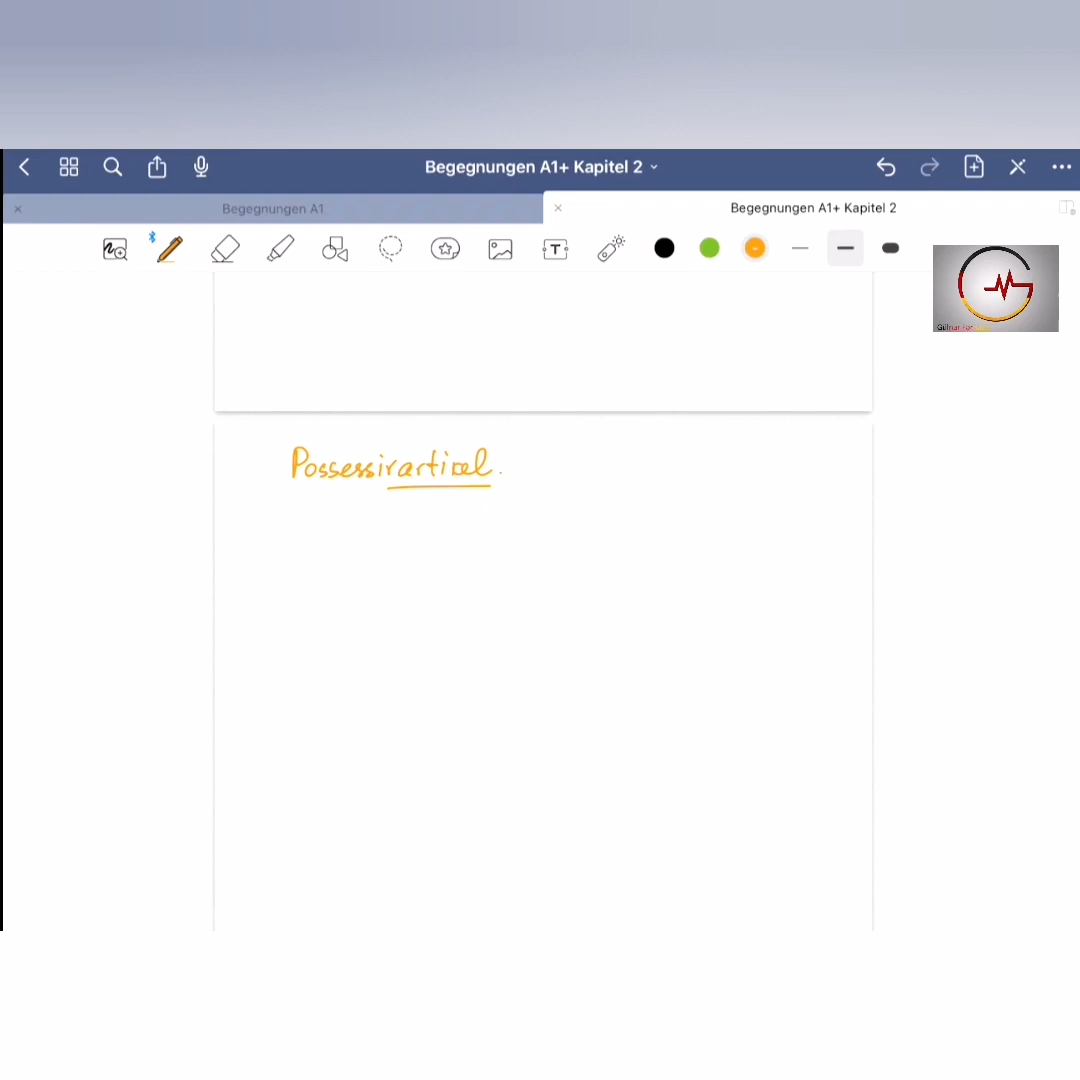 Begegnungen A1+ Kapitel 2
Begegnungen A1
Begegnungen A1+ Kapitel 2
T
Possessivartikel.